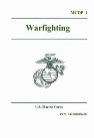 MCDP 1
Warfighting
U.S. Marine Corps